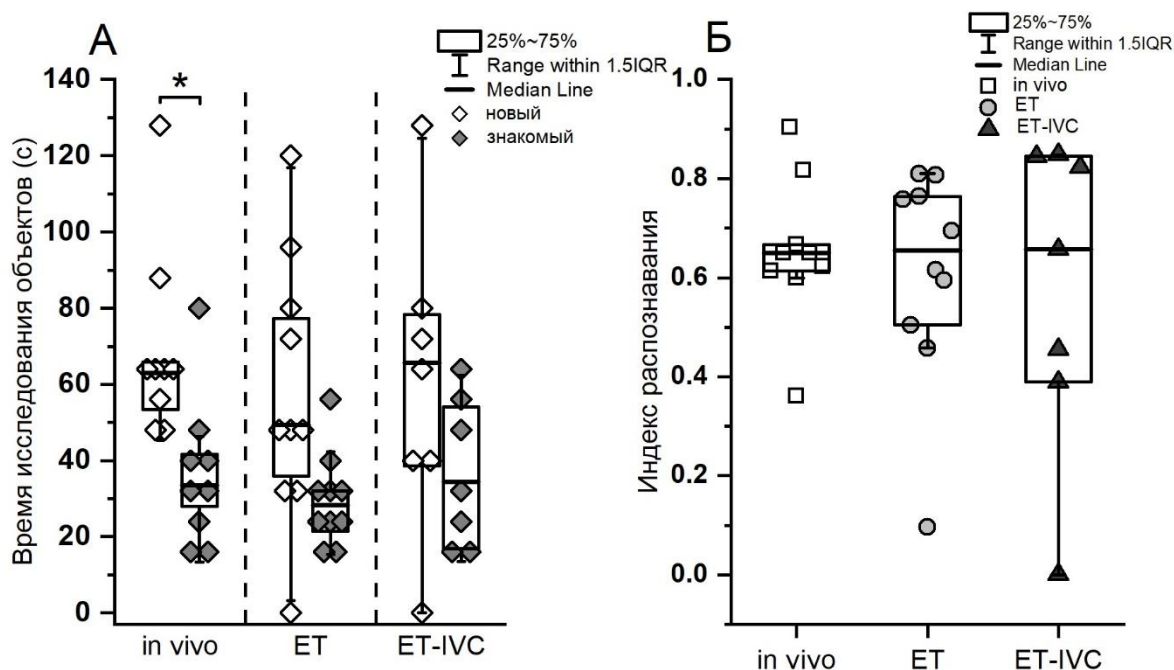 А
25%~75%
Range within 1.5IQR
Median Line
новый
знакомый
*
Время исследования объектов (с)
140
120
100
80
60
40
20
0
in vivo
ET
ET-IVC
Б
25%~75%
Range within 1.5IQR
Median Line
in vivo
ET
ET-IVC
Индекс распознавания
1.0
0.8
0.6
0.4
0.2
0.0
in vivo
ET
ET-IVC